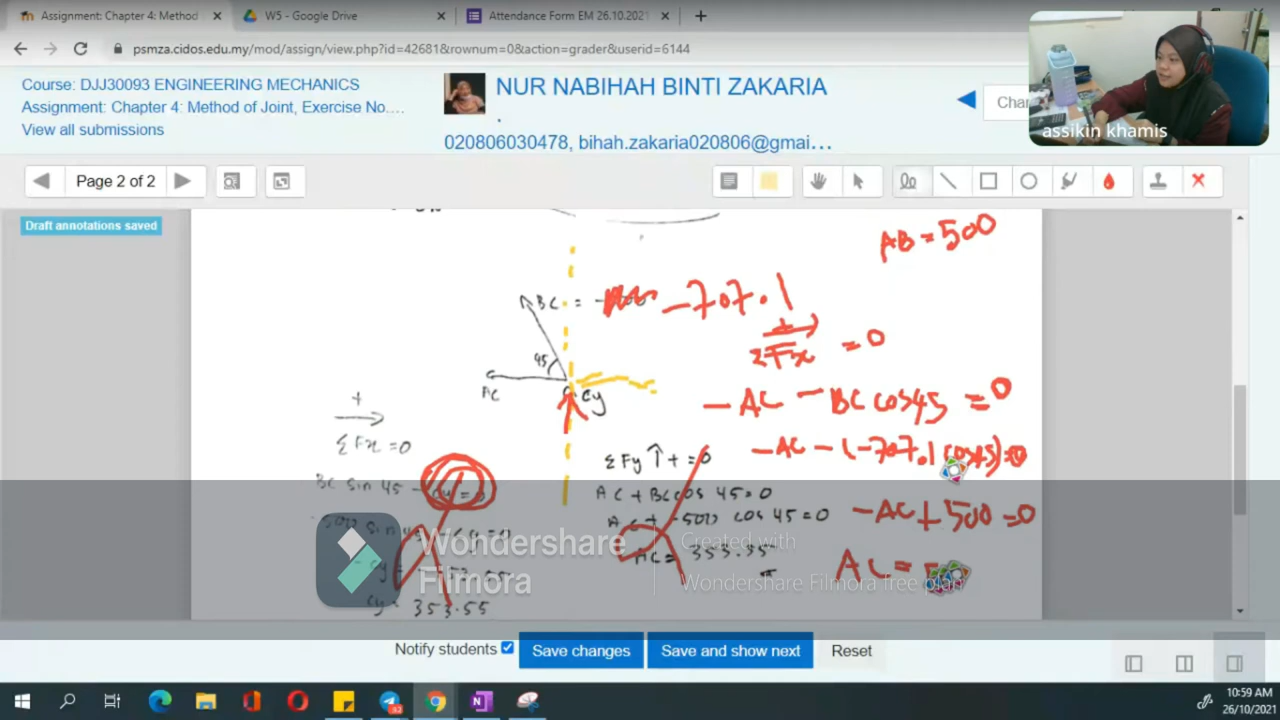 Assignment: Chapter 4: Method
W5 - Google Drive
Attendance Form EM 26.10.2021
psmza.cidos.edu.my/mod/assign/view.php?id=42681&rownum=0&action=grader&userid=6144
Course: DJJ30093 ENGINEERING MECHANICS
Assignment: Chapter 4: Method of Joint, Exercise No....
View all submissions
NUR NABIHAH BINTI ZAKARIA
020806030478, bihah.zakaria020806@gmai...
assikin khamis
Page 2 of 2
Draft annotations saved
AB = 500
BC = -707.1
+
ΣFx = 0
45
AC
Cy
-AC - BC cos 45 = 0
-AC - (-707.1 cos 45) = 0
-AC + 500 = 0
AC =
+
ΣFx = 0
BC sin 45
cy = 353.55
ΣFy ↑ + = 0
AC + BC cos 45 = 0
AC + -500 cos 45 = 0
AC = 353.55
Wondershare
Filmora
Created with
Wondershare Filmora free plan
Notify students
Save changes
Save and show next
Reset
10:59 AM
26/10/2021